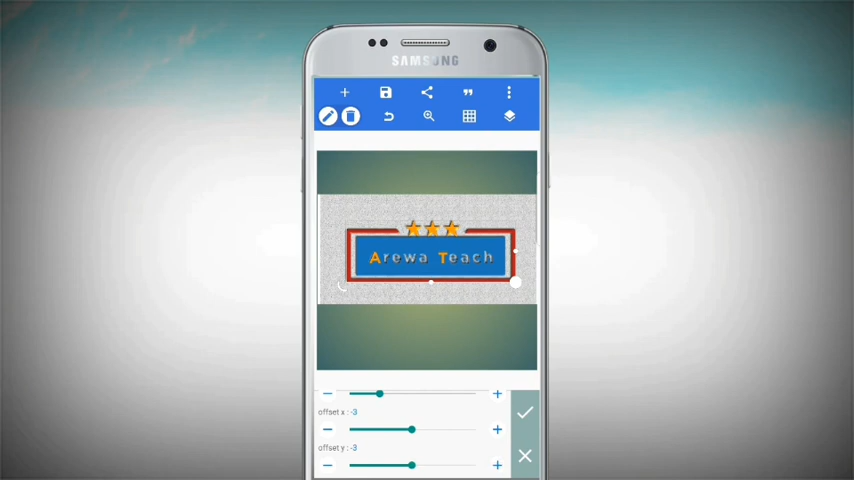 SAMSUNG
Arewa Teach
offset x : -3
offset y : -3